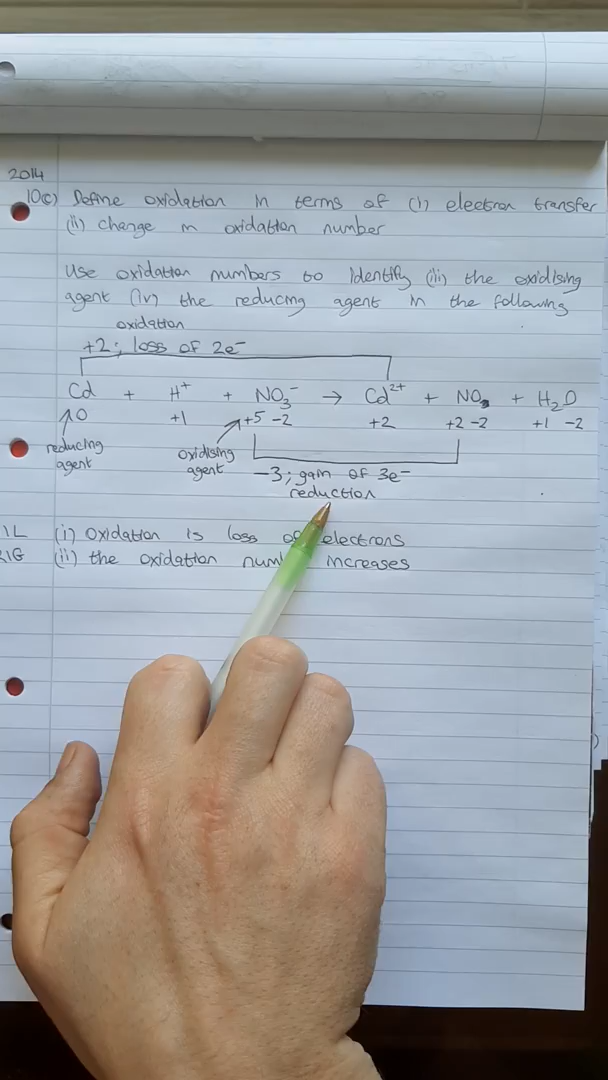 2014
10(c) Define oxidation in terms of (i) electron transfer
(ii) change in oxidation number
Use oxidation numbers to identify (iii) the oxidising
agent (iv) the reducing agent in the following
oxidation
+2; loss of 2e⁻
Cd + H⁺ + NO₃⁻ → Cd²⁺ + NO + H₂O
0 +1 +5 -2 +2 +2 -2 +1 -2
reducing agent
oxidising agent
-3; gain of 3e⁻
reduction
IL (i) Oxidation is loss of electrons
RIG (ii) the oxidation increases